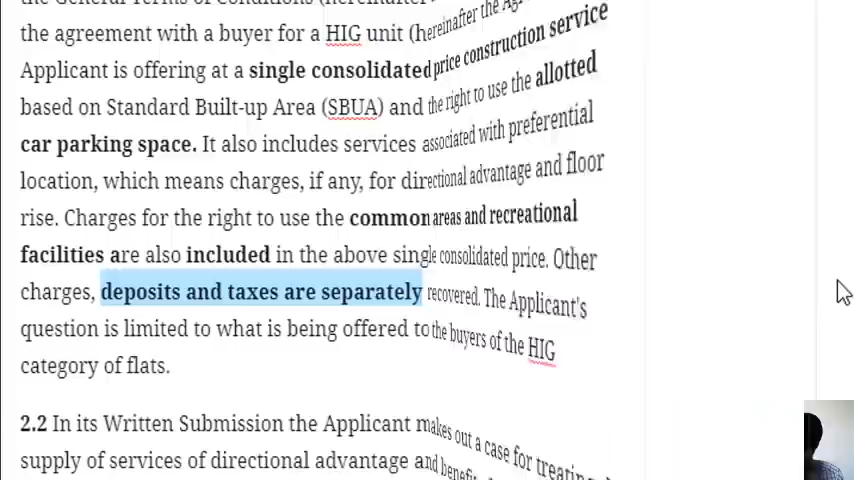 the General Terms of Conditions (hereinafter
the agreement with a buyer for a HIG unit (hereinafter the
Applicant is offering at a single consolidated price construction service
based on Standard Built-up Area (SBUA) and the right to use the allotted
car parking space. It also includes services associated with preferential
location, which means charges, if any, for directional advantage and floor
rise. Charges for the right to use the common areas and recreational
facilities are also included in the above single consolidated price. Other
charges, deposits and taxes are separately recovered. The Applicant's
question is limited to what is being offered to the buyers of the HIG
category of flats.
2.2 In its Written Submission the Applicant makes out a case for treating
supply of services of directional advantage and